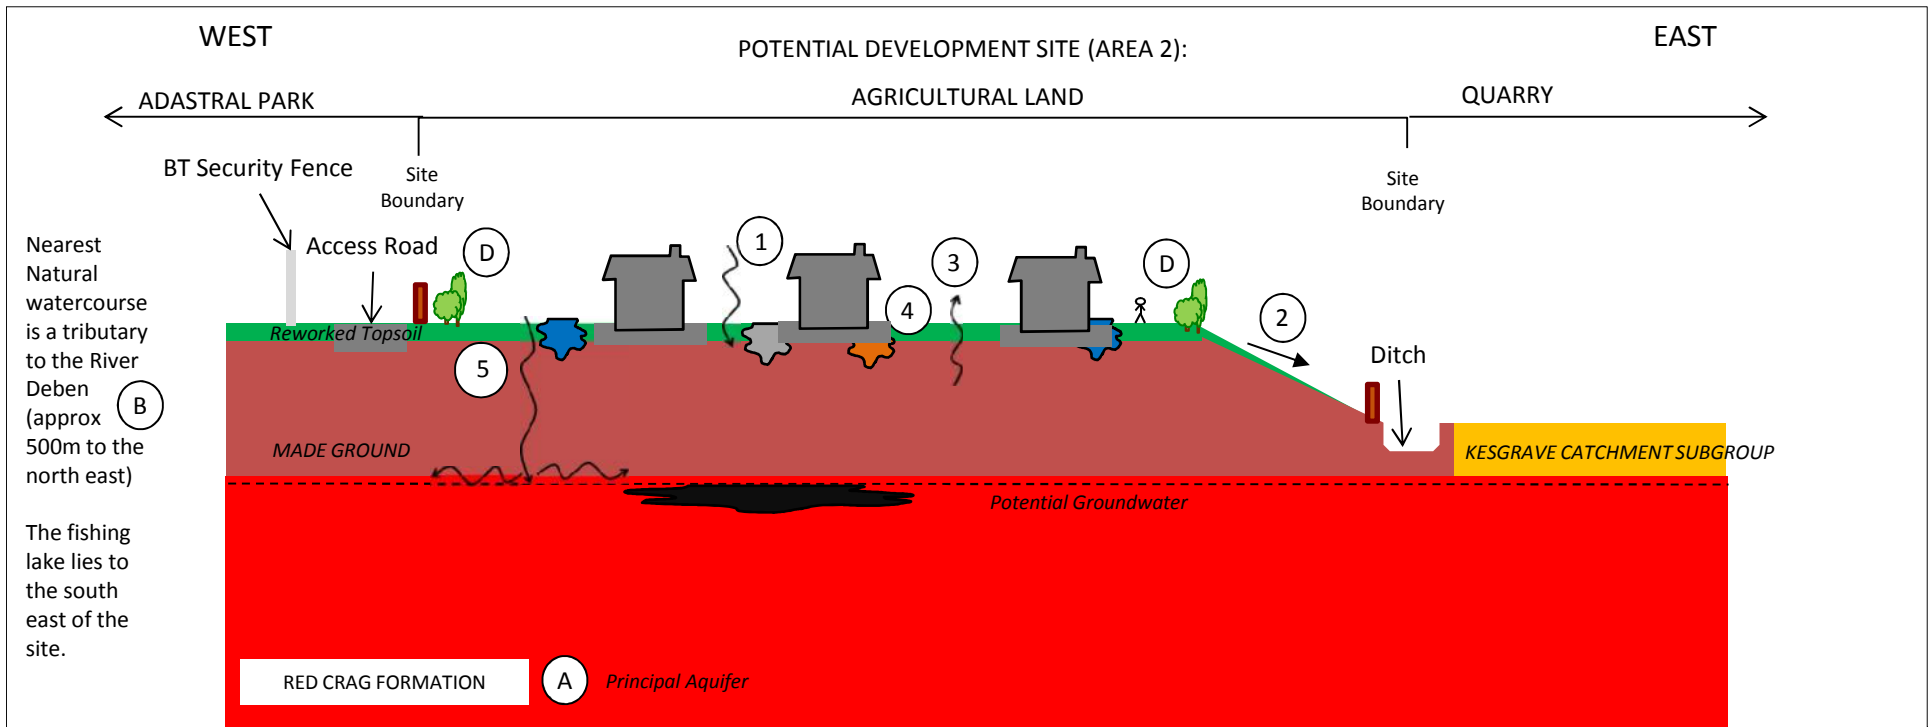 WEST
EAST
POTENTIAL DEVELOPMENT SITE (AREA 2):
ADASTRAL PARK
AGRICULTURAL LAND
QUARRY
BT Security Fence
Site
Boundary
Site
Boundary
Access Road
D
1
3
D
4
2
5
Ditch
Nearest
Natural
watercourse
is a tributary
to the River
Deben
(approx
500m to the
north east)
B
The fishing
lake lies to
the south
east of the
site.
Reworked Topsoil
MADE GROUND
KESGRAVE CATCHMENT SUBGROUP
Potential Groundwater
RED CRAG FORMATION
A
Principal Aquifer